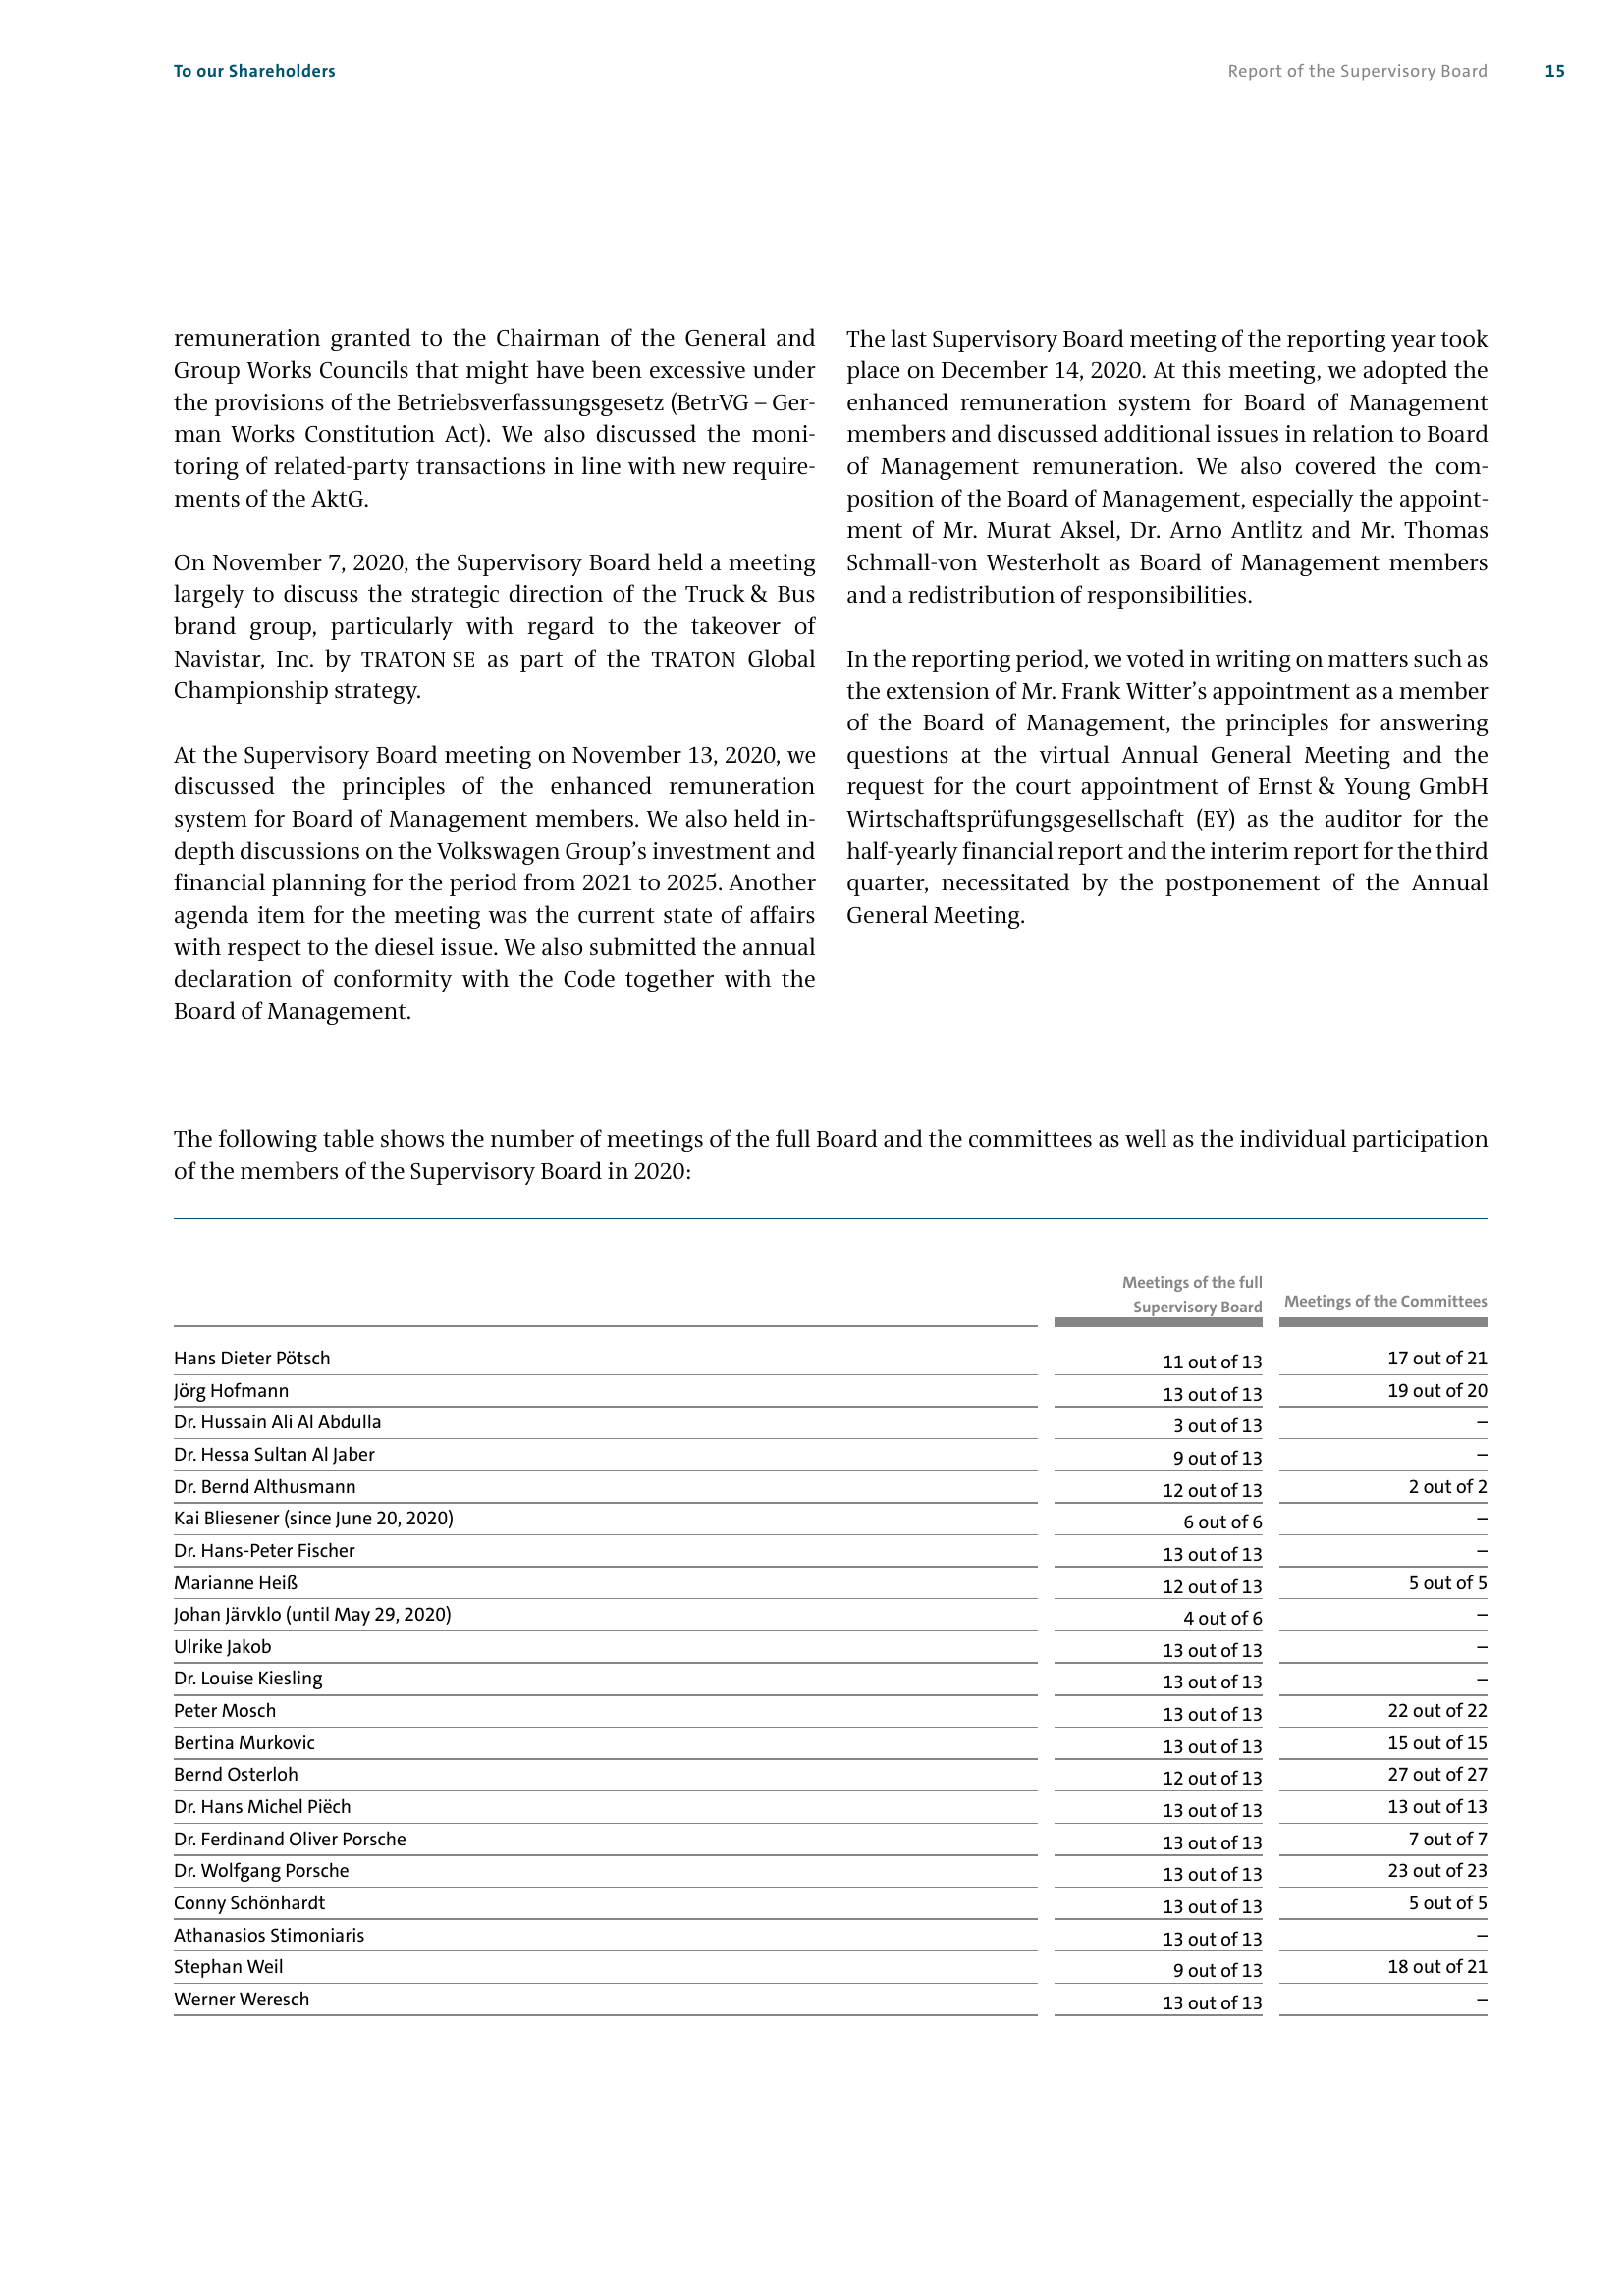 To our Shareholders
Report of the Supervisory Board
15
remuneration granted to the Chairman of the General and
Group Works Councils that might have been excessive under
the provisions of the Betriebsverfassungsgesetz (BetrVG – Ger-
man Works Constitution Act). We also discussed the moni-
toring of related-party transactions in line with new require-
ments of the AktG.
On November 7, 2020, the Supervisory Board held a meeting
largely to discuss the strategic direction of the Truck & Bus
brand group, particularly with regard to the takeover of
Navistar, Inc. by TRATON SE as part of the TRATON Global
Championship strategy.
At the Supervisory Board meeting on November 13, 2020, we
discussed the principles of the enhanced remuneration
system for Board of Management members. We also held in-
depth discussions on the Volkswagen Group’s investment and
financial planning for the period from 2021 to 2025. Another
agenda item for the meeting was the current state of affairs
with respect to the diesel issue. We also submitted the annual
declaration of conformity with the Code together with the
Board of Management.
The last Supervisory Board meeting of the reporting year took
place on December 14, 2020. At this meeting, we adopted the
enhanced remuneration system for Board of Management
members and discussed additional issues in relation to Board
of Management remuneration. We also covered the com-
position of the Board of Management, especially the appoint-
ment of Mr. Murat Aksel, Dr. Arno Antlitz and Mr. Thomas
Schmall-von Westerholt as Board of Management members
and a redistribution of responsibilities.
In the reporting period, we voted in writing on matters such as
the extension of Mr. Frank Witter’s appointment as a member
of the Board of Management, the principles for answering
questions at the virtual Annual General Meeting and the
request for the court appointment of Ernst & Young GmbH
Wirtschaftsprüfungsgesellschaft (EY) as the auditor for the
half-yearly financial report and the interim report for the third
quarter, necessitated by the postponement of the Annual
General Meeting.
The following table shows the number of meetings of the full Board and the committees as well as the individual participation
of the members of the Supervisory Board in 2020:
Meetings of the full
Supervisory Board Meetings of the Committees
Hans Dieter Pötsch 11 out of 13 17 out of 21
Jörg Hofmann 13 out of 13 19 out of 20
Dr. Hussain Ali Al Abdulla 3 out of 13 –
Dr. Hessa Sultan Al Jaber 9 out of 13 –
Dr. Bernd Althusmann 12 out of 13 2 out of 2
Kai Bliesener (since June 20, 2020) 6 out of 6 –
Dr. Hans-Peter Fischer 13 out of 13 –
Marianne Heiß 12 out of 13 5 out of 5
Johan Järvklo (until May 29, 2020) 4 out of 6 –
Ulrike Jakob 13 out of 13 –
Dr. Louise Kiesling 13 out of 13 –
Peter Mosch 13 out of 13 22 out of 22
Bertina Murkovic 13 out of 13 15 out of 15
Bernd Osterloh 12 out of 13 27 out of 27
Dr. Hans Michel Piëch 13 out of 13 13 out of 13
Dr. Ferdinand Oliver Porsche 13 out of 13 7 out of 7
Dr. Wolfgang Porsche 13 out of 13 23 out of 23
Conny Schönhardt 13 out of 13 5 out of 5
Athanasios Stimoniaris 13 out of 13 –
Stephan Weil 9 out of 13 18 out of 21
Werner Weresch 13 out of 13 –